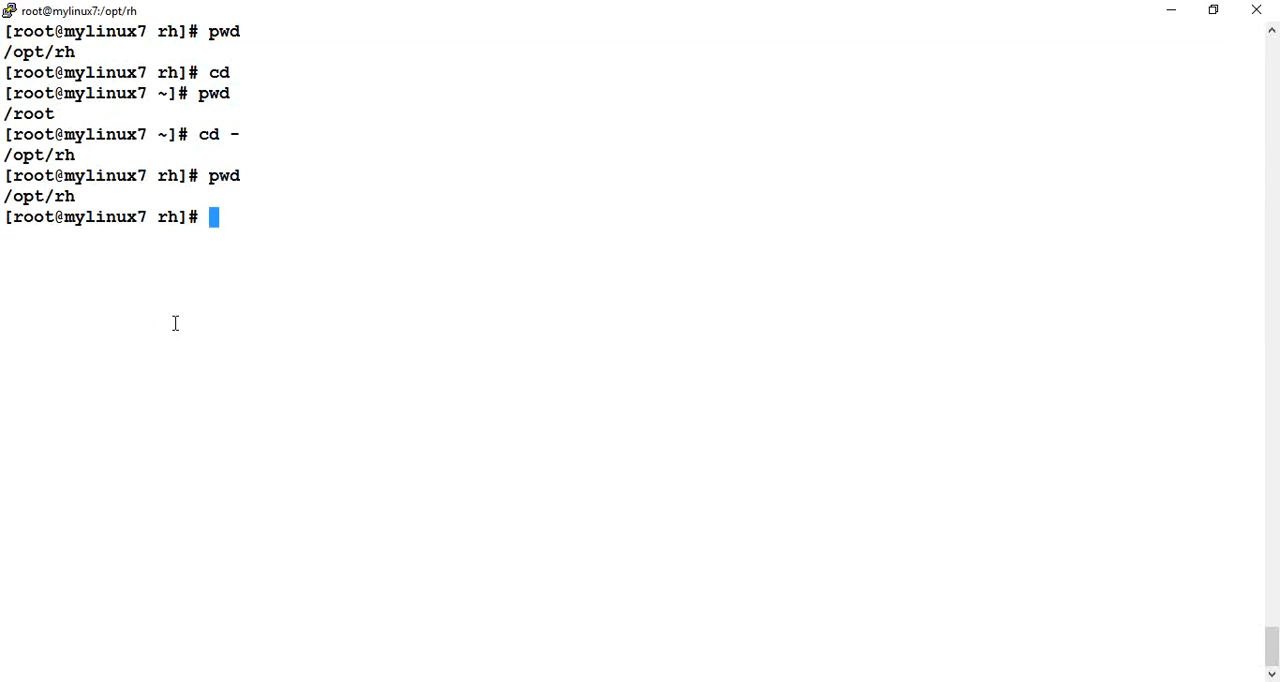 root@mylinux7:/opt/rh
[root@mylinux7 rh]# pwd
/opt/rh
[root@mylinux7 rh]# cd
[root@mylinux7 ~]# pwd
/root
[root@mylinux7 ~]# cd -
/opt/rh
[root@mylinux7 rh]# pwd
/opt/rh
[root@mylinux7 rh]#